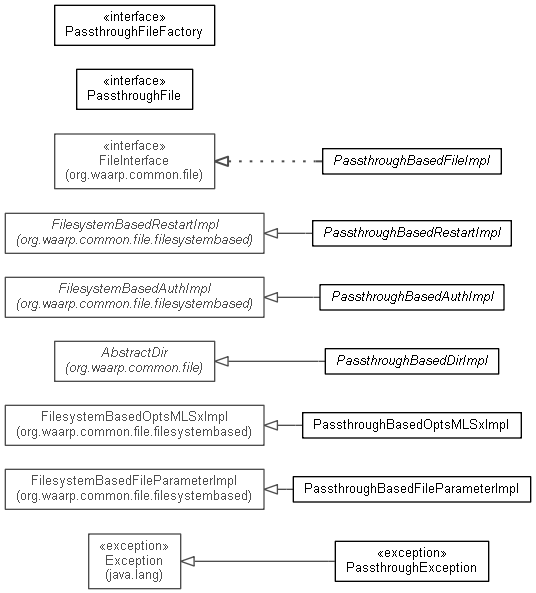 «interface»
PassthroughFileFactory
«interface»
PassthroughFile
«interface»
FileInterface
(org.waarp.common.file)
PassthroughBasedFileImpl
FilesystemBasedRestartImpl
(org.waarp.common.file.filesystembased)
PassthroughBasedRestartImpl
FilesystemBasedAuthImpl
(org.waarp.common.file.filesystembased)
PassthroughBasedAuthImpl
AbstractDir
(org.waarp.common.file)
PassthroughBasedDirImpl
FilesystemBasedOptsMLSxImpl
(org.waarp.common.file.filesystembased)
PassthroughBasedOptsMLSxImpl
FilesystemBasedFileParameterImpl
(org.waarp.common.file.filesystembased)
PassthroughBasedFileParameterImpl
«exception»
Exception
(java.lang)
«exception»
PassthroughException